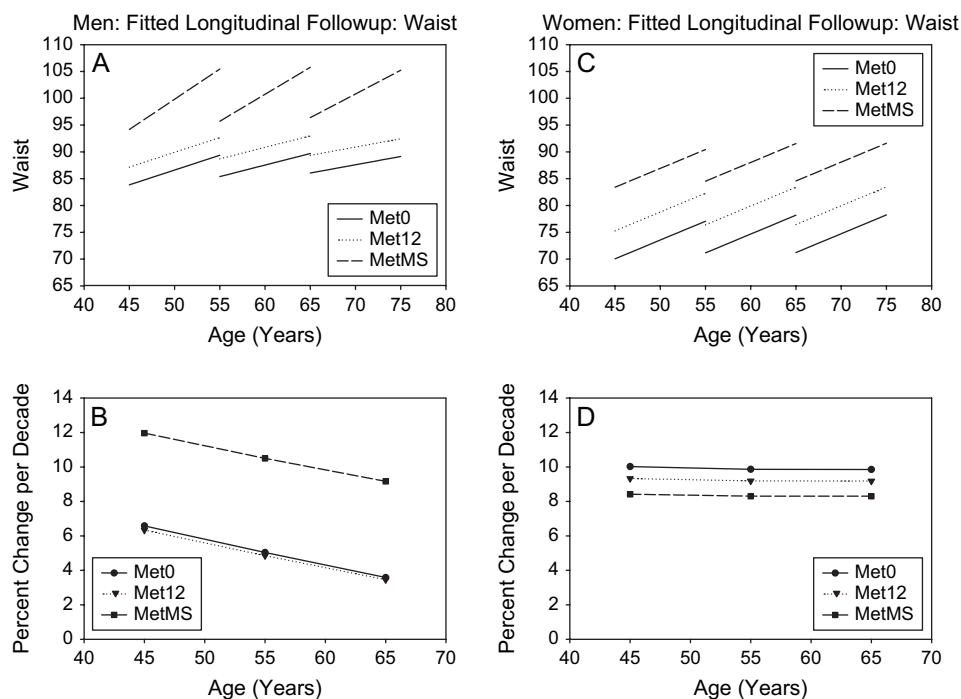 Men: Fitted Longitudinal Followup: Waist
A
110
105
100
95
90
85
80
75
70
65
Waist
Met0
Met12
MetMS
40 45 50 55 60 65 70 75 80
Age (Years)
Women: Fitted Longitudinal Followup: Waist
C
110
105
100
95
90
85
80
75
70
65
Waist
Met0
Met12
MetMS
40 45 50 55 60 65 70 75 80
Age (Years)
B
14
12
10
8
6
4
2
0
Percent Change per Decade
Met0
Met12
MetMS
40 45 50 55 60 65 70
Age (Years)
D
14
12
10
8
6
4
2
0
Percent Change per Decade
Met0
Met12
MetMS
40 45 50 55 60 65 70
Age (Years)